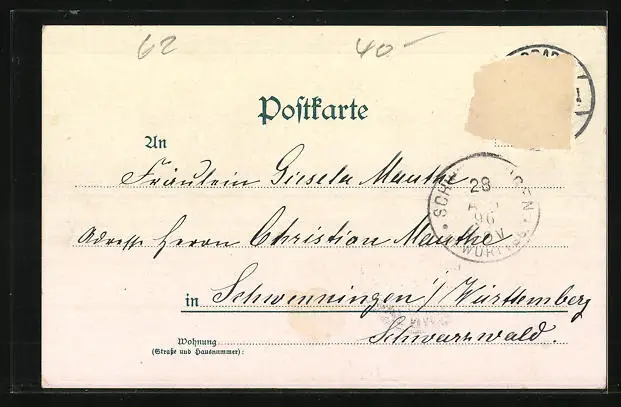 62 40-
Postkarte
An
Fräulein Gisela Mauthe
Adresse Herrn Christian Mauthe
in Schwenningen / Württemberg
Schwarzwald.
Wohnung
(Straße und Hausnummer):
28
96
WÜRT